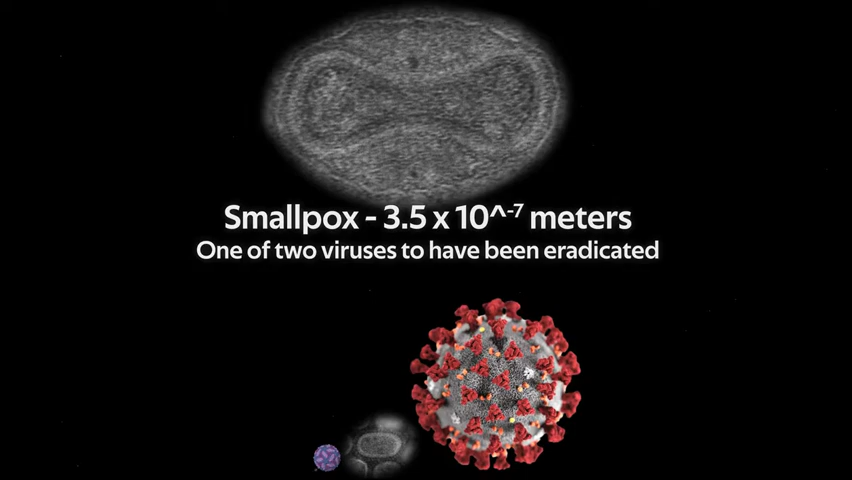 Smallpox - 3.5 x 10^⁻⁷ meters
One of two viruses to have been eradicated